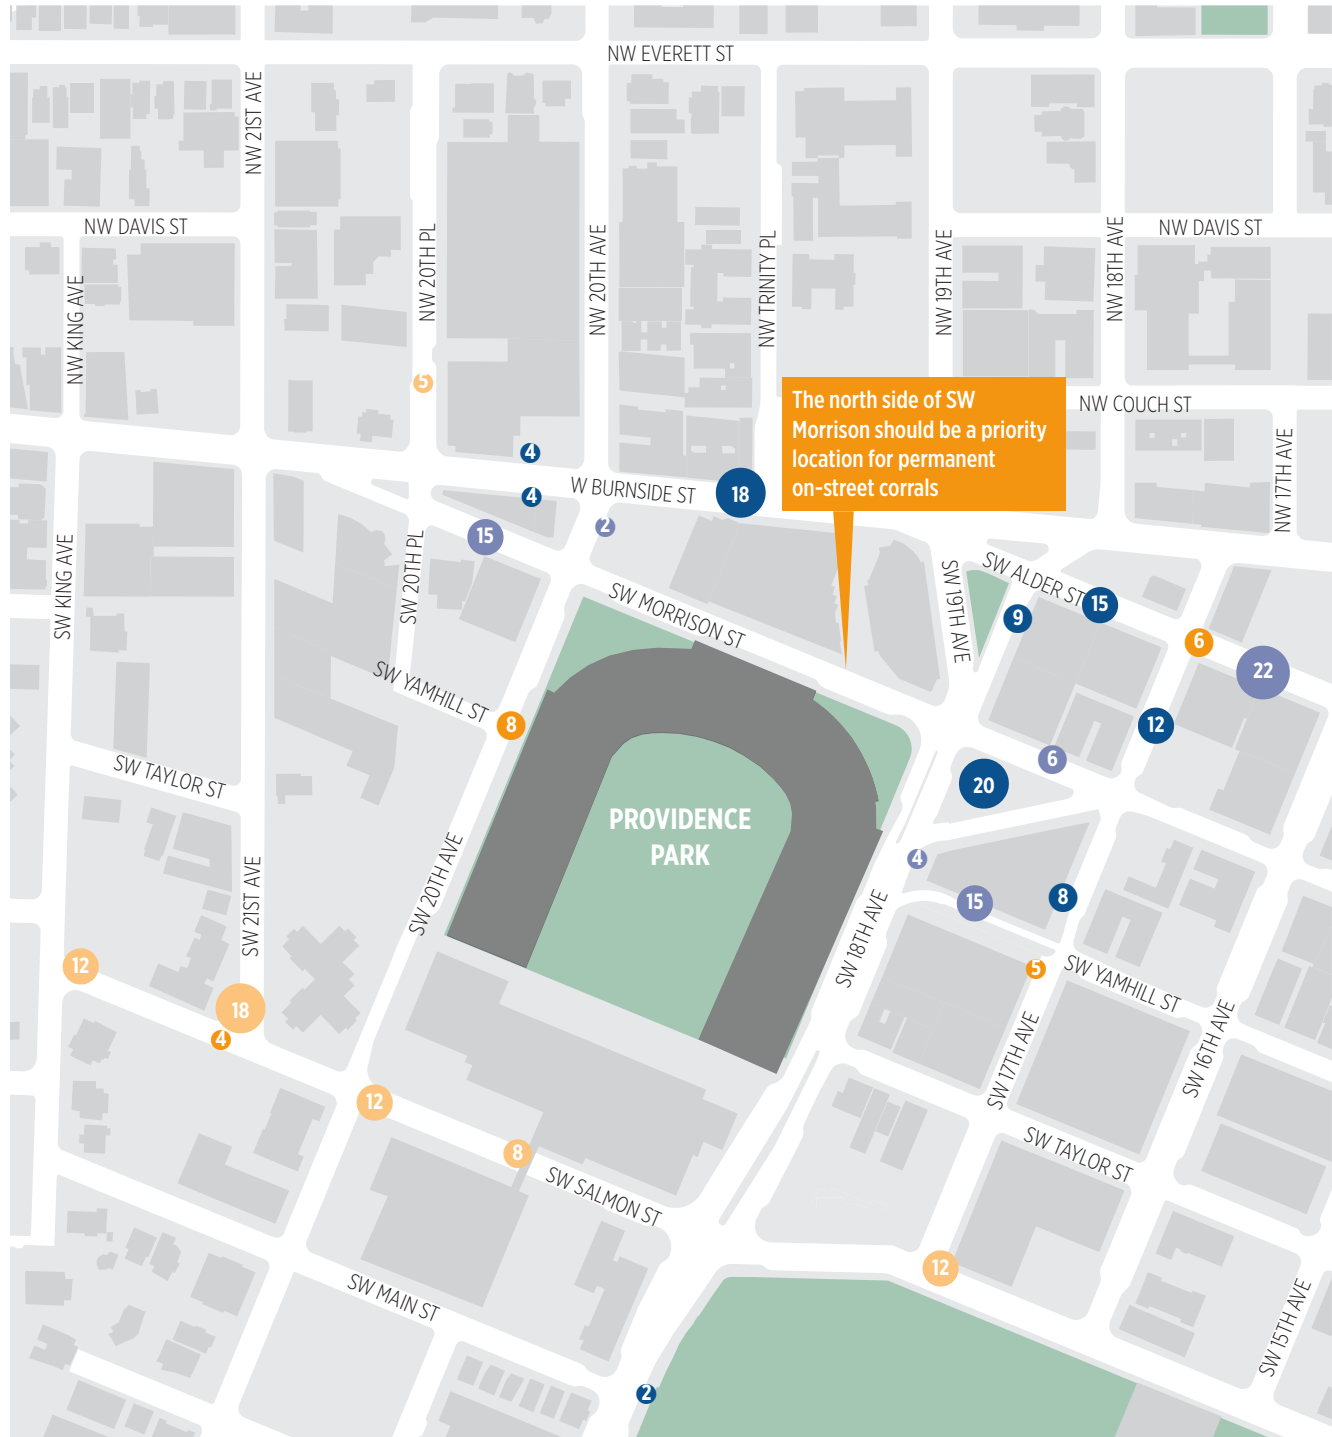 NW EVERETT ST
NW 21ST AVE
NW DAVIS ST
NW DAVIS ST
NW KING AVE
NW 20TH PL
NW 20TH AVE
NW TRINITY PL
NW 19TH AVE
NW 18TH AVE
5
The north side of SW
Morrison should be a priority
location for permanent
on-street corrals
NW COUCH ST
NW 17TH AVE
4
4
W BURNSIDE ST
18
2
15
SW KING AVE
SW 20TH PL
SW MORRISON ST
SW 19TH AVE
SW ALDER ST
15
9
6
22
SW YAMHILL ST
8
12
6
20
SW TAYLOR ST
PROVIDENCE
PARK
4
8
15
SW 21ST AVE
SW 20TH AVE
SW 18TH AVE
12
5
SW YAMHILL ST
18
4
SW 17TH AVE
SW 16TH AVE
12
8
SW TAYLOR ST
SW SALMON ST
12
SW MAIN ST
SW 15TH AVE
2